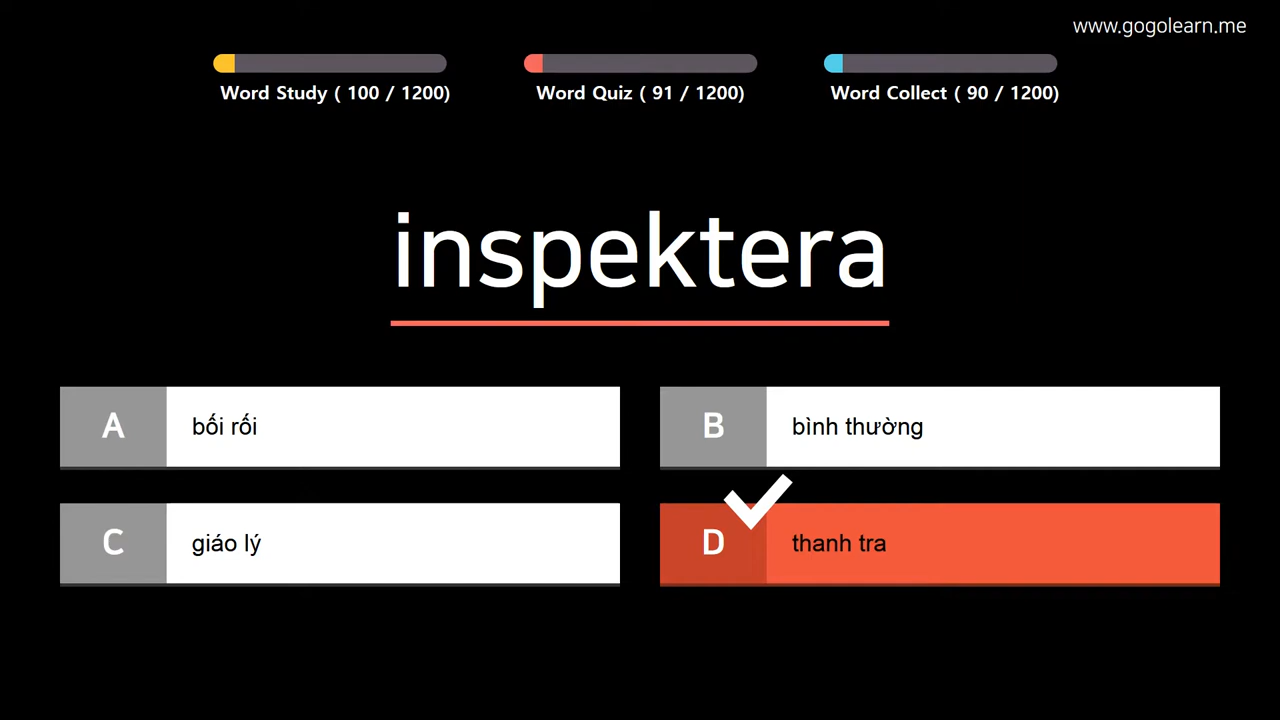 www.gogolearn.me
Word Study ( 100 / 1200)
Word Quiz ( 91 / 1200)
Word Collect ( 90 / 1200)
inspektera
A bối rối
B bình thường
C giáo lý
D thanh tra